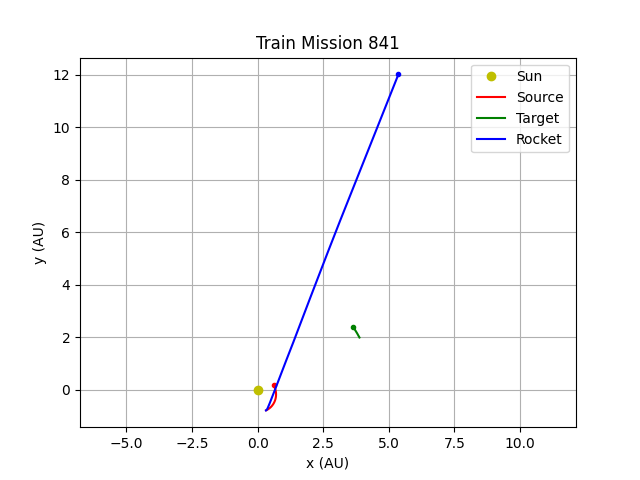 Train Mission 841
Sun
Source
Target
Rocket
12
10
8
6
4
2
0
y (AU)
−5.0 −2.5 0.0 2.5 5.0 7.5 10.0
x (AU)